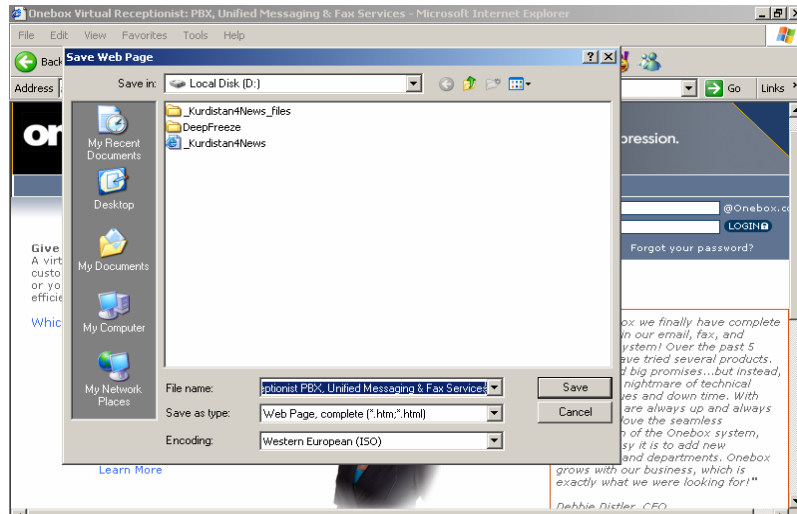 Onebox Virtual Receptionist: PBX, Unified Messaging & Fax Services - Microsoft Internet Explorer
File Edit View Favorites Tools Help
Back
Address
Go Links
Save Web Page
Save in: Local Disk (D:)
My Recent
Documents
Desktop
My Documents
My Computer
My Network
Places
_Kurdistan4News_files
DeepFreeze
_Kurdistan4News
File name: eptionist PBX, Unified Messaging & Fax Services
Save
Save as type: Web Page, complete (*.htm;*.html)
Cancel
Encoding: Western European (ISO)
on
pression.
@Onebox.co
LOGIN
Forgot your password?
Give
A virt
custo
or yo
efficie
Whic
Learn More
ox we finally have complete
in our email, fax, and
ystem! Over the past 5
ave tried several products.
d big promises...but instead,
nightmare of technical
ues and down time. With
are always up and always
love the seamless
n of the Onebox system,
sy it is to add new
and departments. Onebox
grows with our business, which is
exactly what we were looking for!"
Debbie Distler, CEO